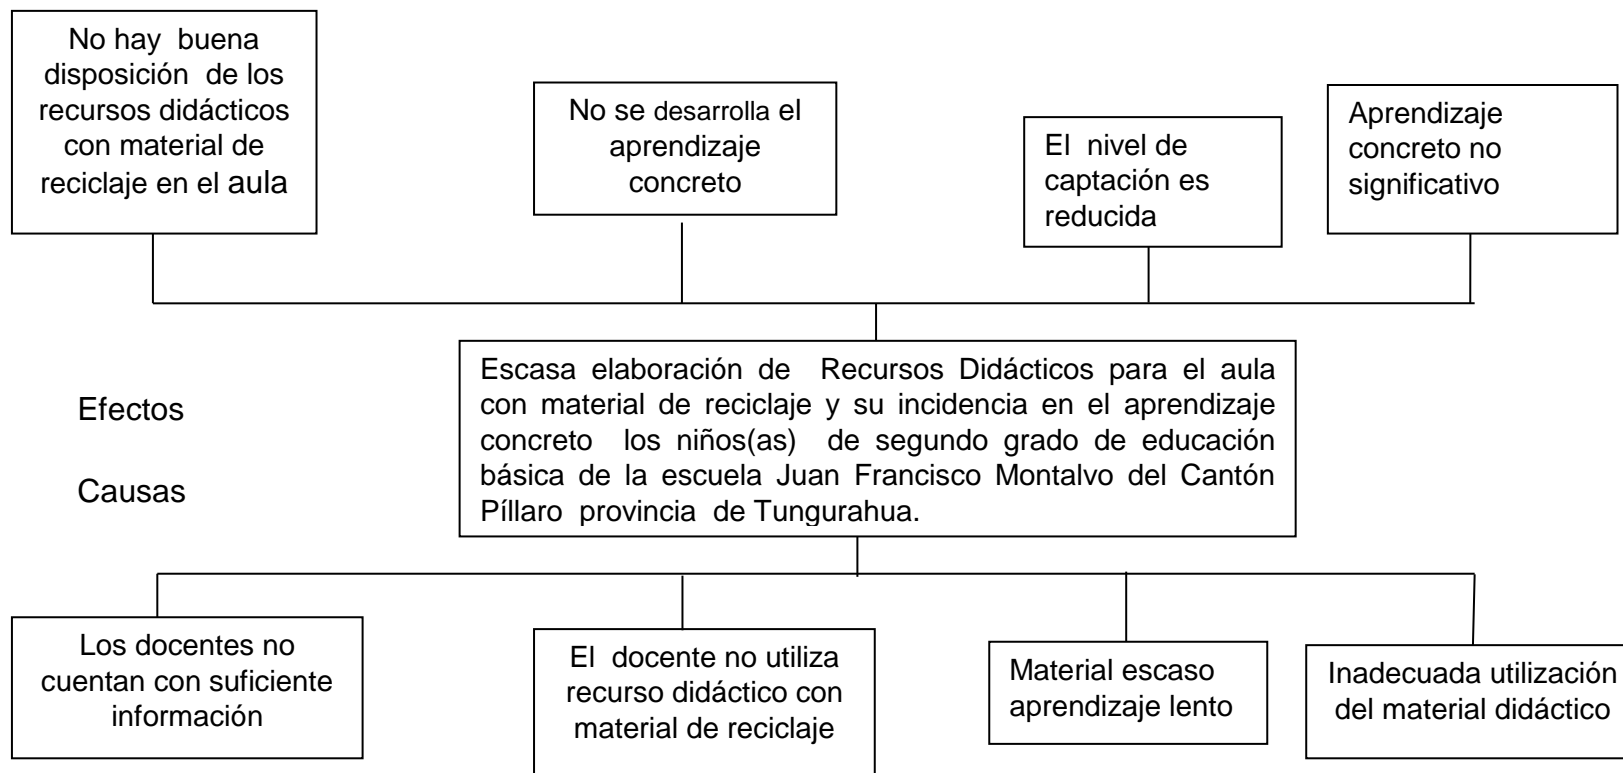 No hay buena
disposición de los
recursos didácticos
con material de
reciclaje en el aula
No se desarrolla el
aprendizaje
concreto
El nivel de
captación es
reducida
Aprendizaje
concreto no
significativo
Efectos
Causas
Escasa elaboración de Recursos Didácticos para el aula
con material de reciclaje y su incidencia en el aprendizaje
concreto los niños(as) de segundo grado de educación
básica de la escuela Juan Francisco Montalvo del Cantón
Píllaro provincia de Tungurahua.
Los docentes no
cuentan con suficiente
información
El docente no utiliza
recurso didáctico con
material de reciclaje
Material escaso
aprendizaje lento
Inadecuada utilización
del material didáctico